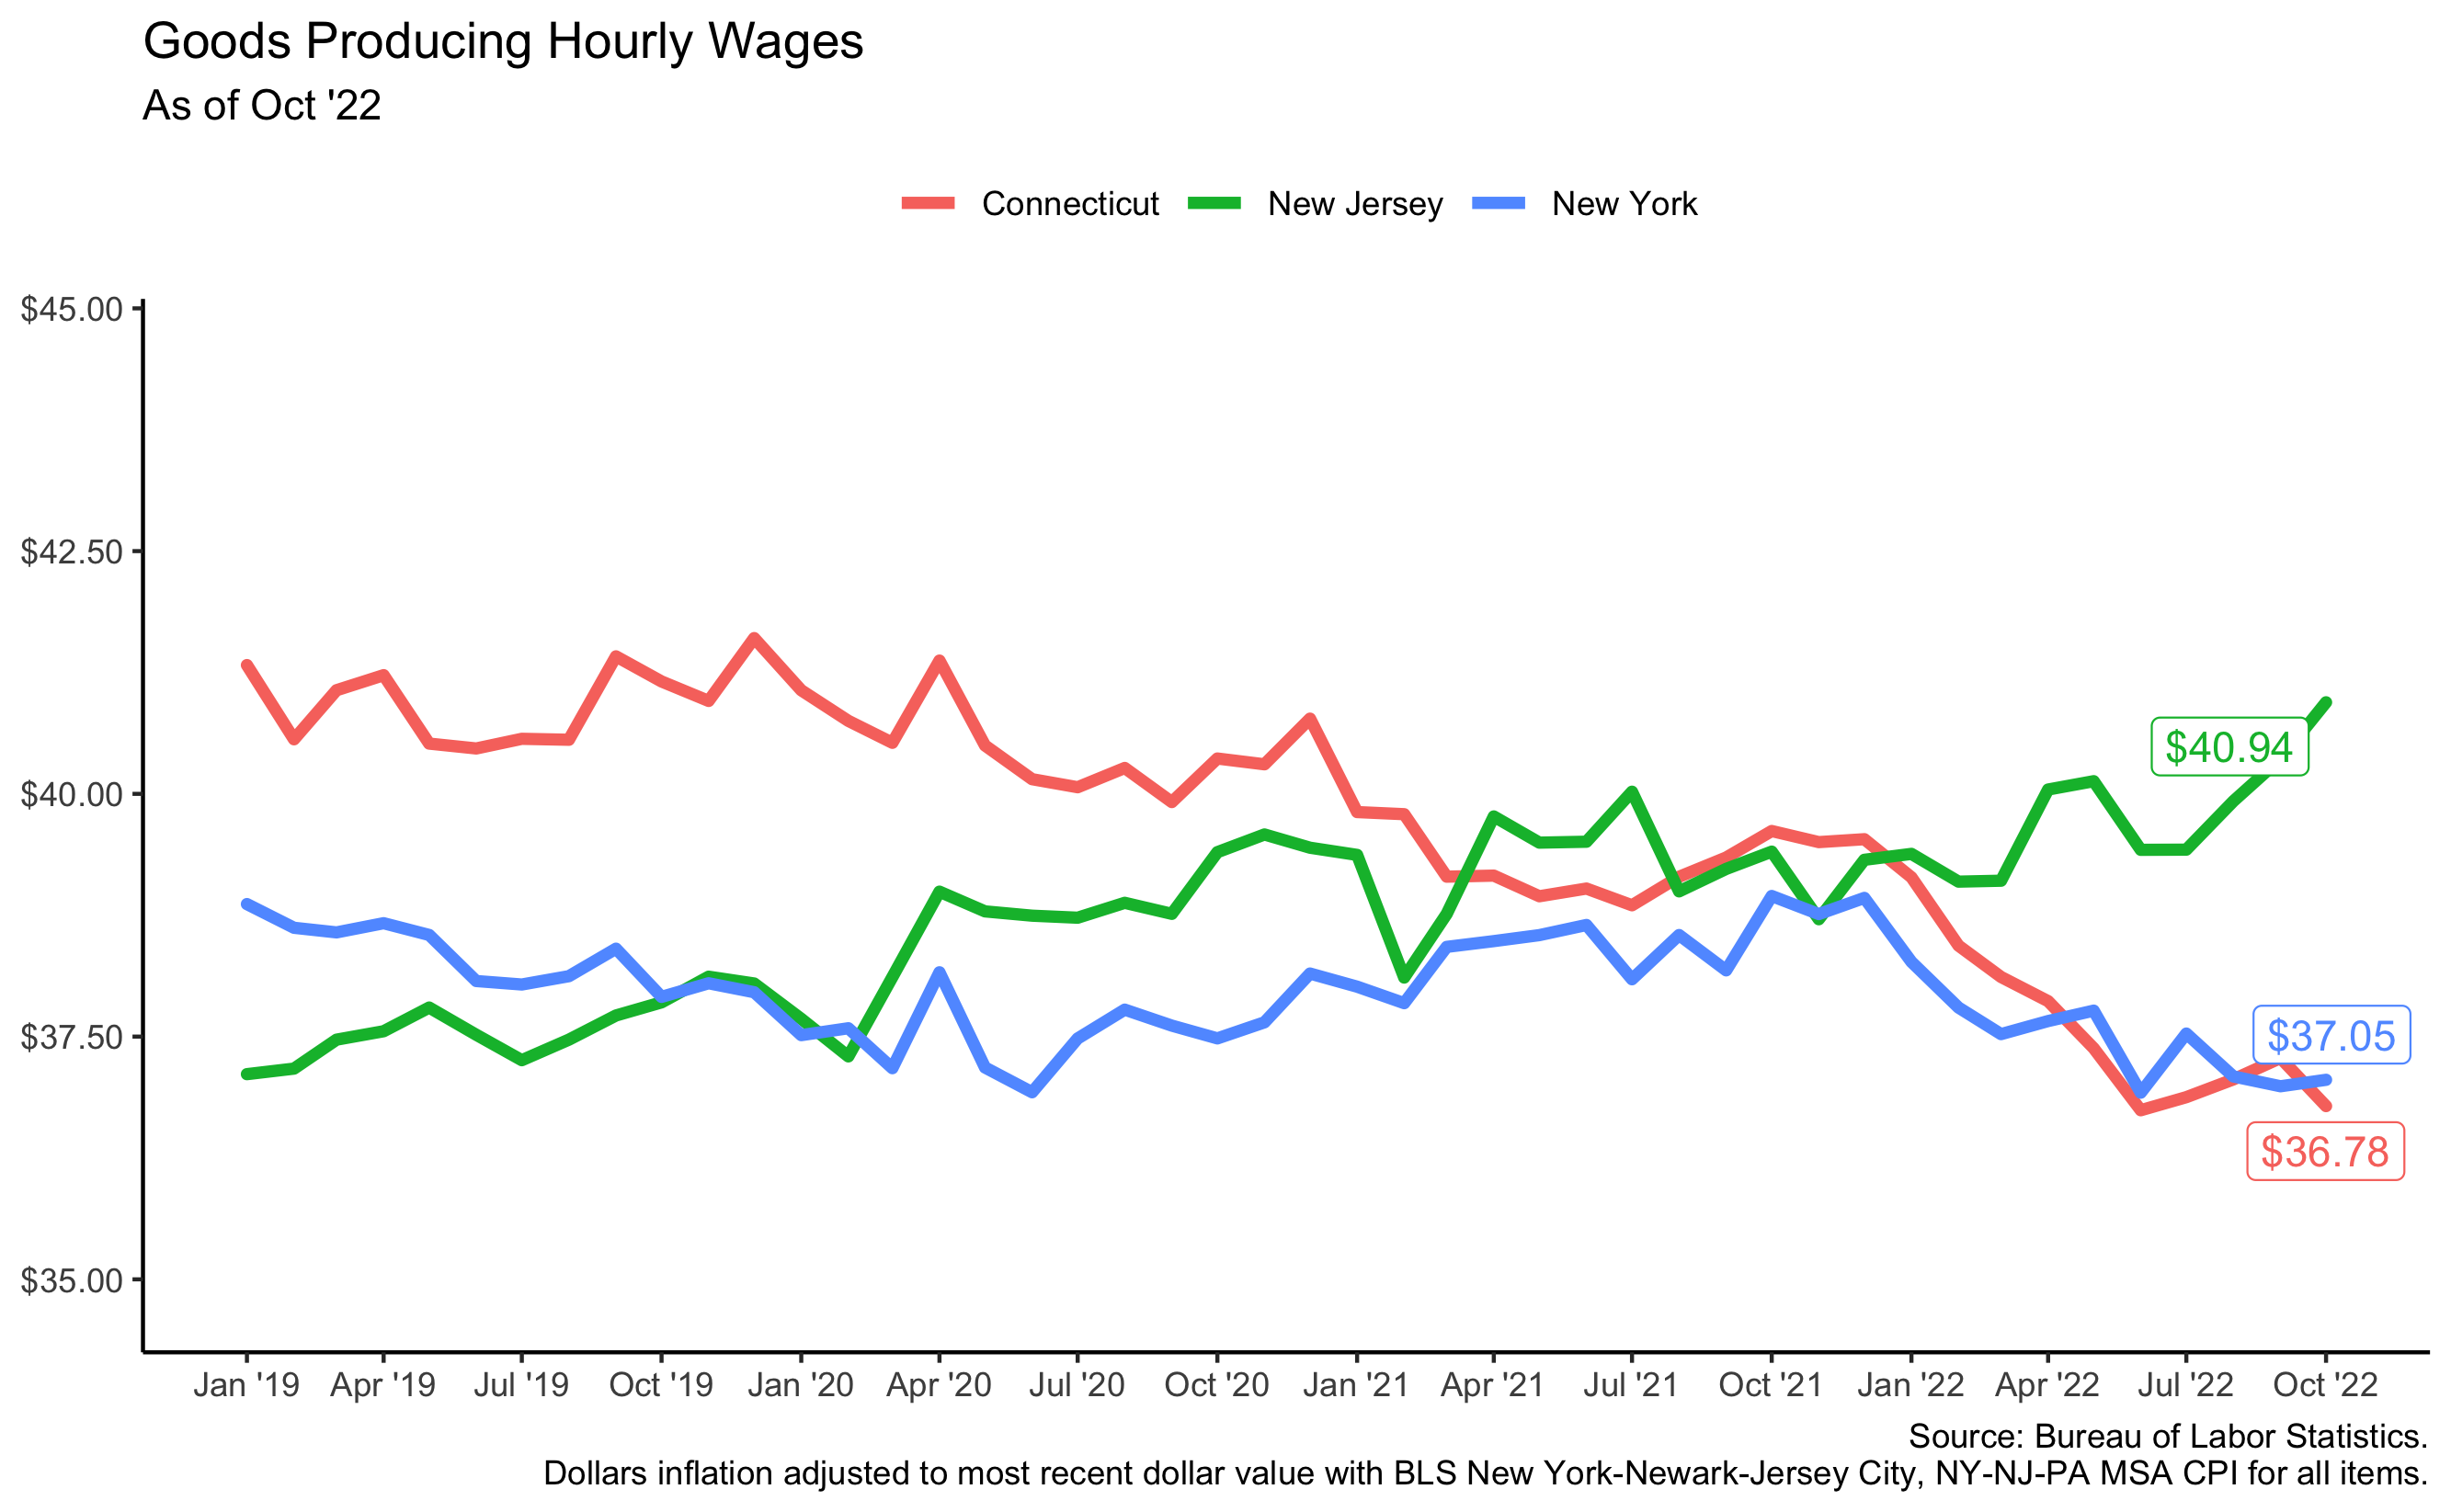 Goods Producing Hourly Wages
As of Oct '22
Connecticut New Jersey New York
$45.00
$42.50
$40.00
$37.50
$35.00
$40.94
$37.05
$36.78
Jan '19 Apr '19 Jul '19 Oct '19 Jan '20 Apr '20 Jul '20 Oct '20 Jan '21 Apr '21 Jul '21 Oct '21 Jan '22 Apr '22 Jul '22 Oct '22
Source: Bureau of Labor Statistics.
Dollars inflation adjusted to most recent dollar value with BLS New York-Newark-Jersey City, NY-NJ-PA MSA CPI for all items.